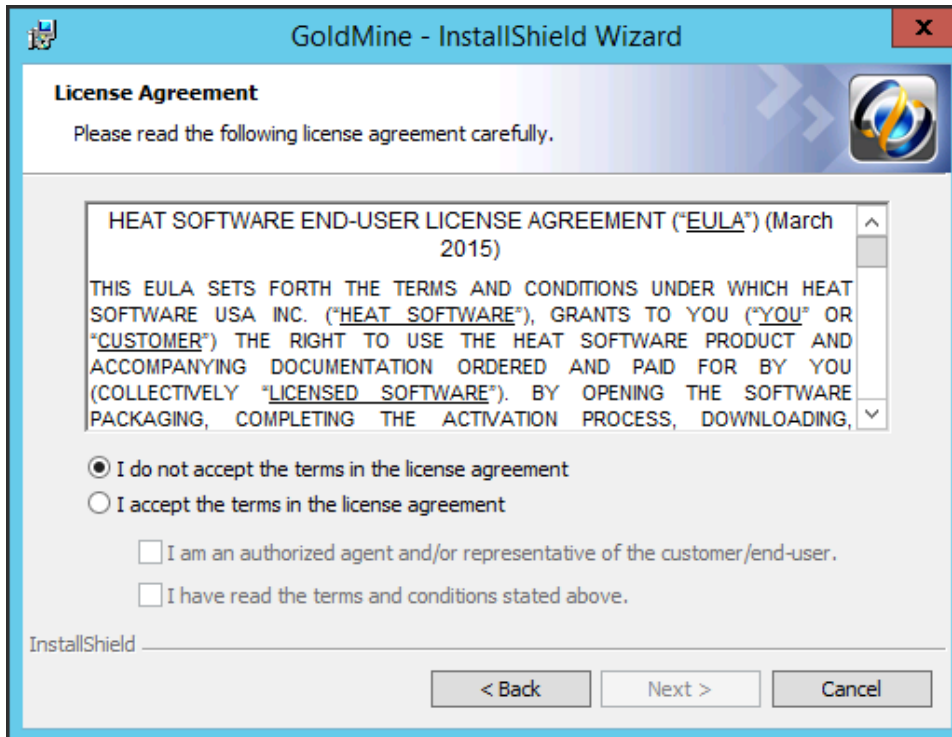 GoldMine - InstallShield Wizard
x
License Agreement
Please read the following license agreement carefully.
HEAT SOFTWARE END-USER LICENSE AGREEMENT (“EULA”) (March
2015)
THIS EULA SETS FORTH THE TERMS AND CONDITIONS UNDER WHICH HEAT
SOFTWARE USA INC. (“HEAT SOFTWARE”), GRANTS TO YOU (“YOU” OR
“CUSTOMER”) THE RIGHT TO USE THE HEAT SOFTWARE PRODUCT AND
ACCOMPANYING DOCUMENTATION ORDERED AND PAID FOR BY YOU
(COLLECTIVELY “LICENSED SOFTWARE”). BY OPENING THE SOFTWARE
PACKAGING, COMPLETING THE ACTIVATION PROCESS, DOWNLOADING,
I do not accept the terms in the license agreement
I accept the terms in the license agreement
I am an authorized agent and/or representative of the customer/end-user.
I have read the terms and conditions stated above.
InstallShield
< Back
Next >
Cancel